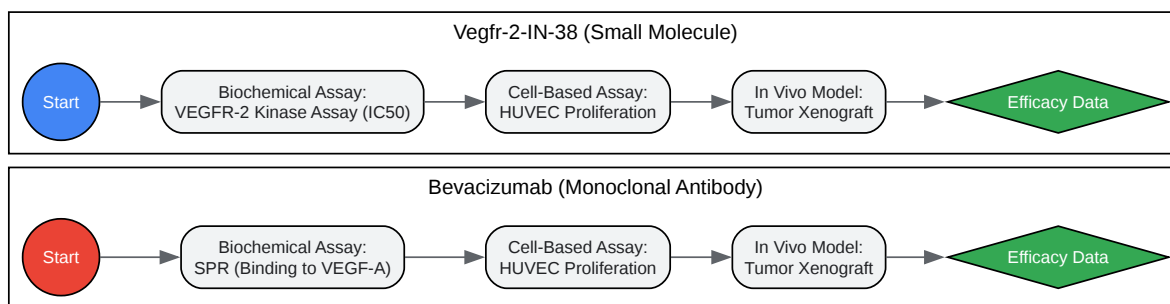 Vegfr-2-IN-38 (Small Molecule)
Start
Biochemical Assay:
VEGFR-2 Kinase Assay (IC50)
Cell-Based Assay:
HUVEC Proliferation
In Vivo Model:
Tumor Xenograft
Efficacy Data
Bevacizumab (Monoclonal Antibody)
Start
Biochemical Assay:
SPR (Binding to VEGF-A)
Cell-Based Assay:
HUVEC Proliferation
In Vivo Model:
Tumor Xenograft
Efficacy Data